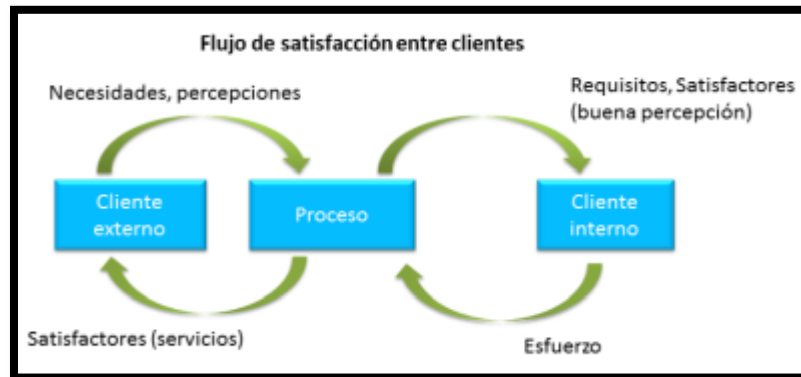 Flujo de satisfacción entre clientes
Necesidades, percepciones
Requisitos, Satisfactores
(buena percepción)
Cliente
externo
Proceso
Cliente
interno
Satisfactores (servicios)
Esfuerzo